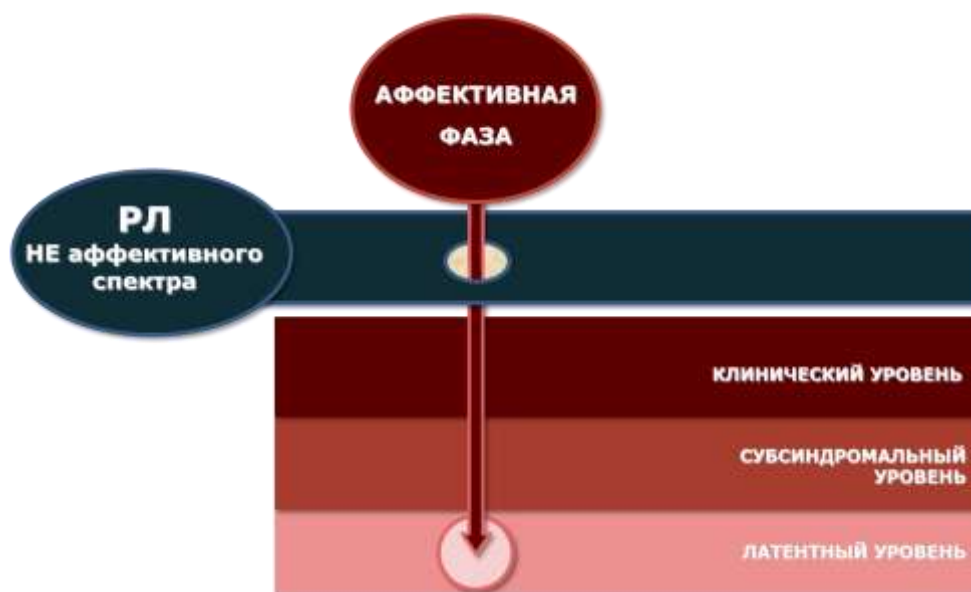 АФФЕКТИВНАЯ
ФАЗА
РЛ
НЕ аффективного
спектра
КЛИНИЧЕСКИЙ УРОВЕНЬ
СУБСИНДРОМАЛЬНЫЙ
УРОВЕНЬ
ЛАТЕНТНЫЙ УРОВЕНЬ